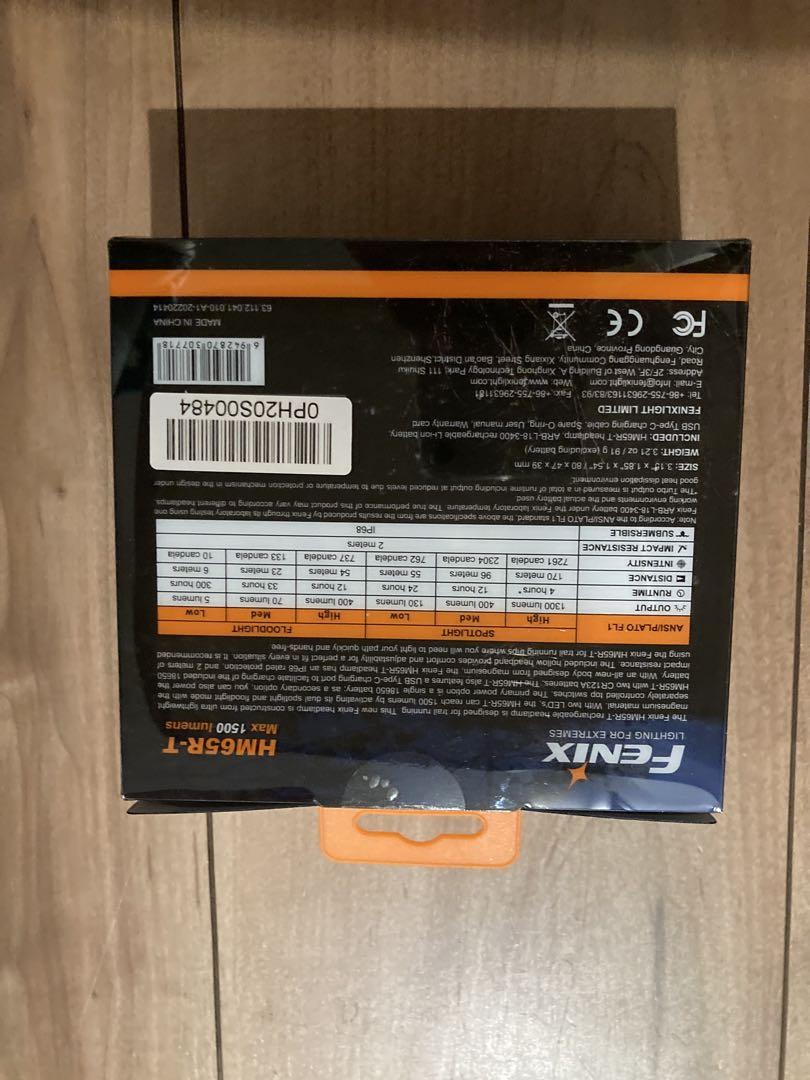 FENIX
LIGHTING FOR EXTREMES
HM65R-T
Max 1500 lumens
The Fenix HM65R-T rechargeable headlamp is designed for trail running. This new Fenix headlamp is constructed from ultra lightweight
magnesium material. With two LED's, the HM65R-T can reach 1500 lumens by activating its dual spotlight and floodlight mode with the
separately controlled top switches. The primary power option is a single 18650 battery; as a secondary option, you can also power the
HM65R-T with two CR123A batteries. The HM65R-T also features a USB Type-C charging port to facilitate charging of the included 18650
battery. With an all-new body designed from magnesium, the Fenix HM65R-T headlamp has an IP68 rated protection, and 2 meters of
impact resistance. The included hollow headband provides comfort and adjustability for a perfect fit in every situation. It is recommended
using the Fenix HM65R-T for trail running trips where you will need to light your path quickly and hands-free.
ANSI/PLATO FL1 SPOTLIGHT FLOODLIGHT
High Med Low High Med Low
OUTPUT 1300 lumens 400 lumens 130 lumens 400 lumens 70 lumens 5 lumens
RUNTIME 4 hours* 12 hours 24 hours 12 hours 33 hours 300 hours
DISTANCE 170 meters 96 meters 55 meters 54 meters 23 meters 6 meters
INTENSITY 7261 candela 2304 candela 762 candela 737 candela 133 candela 10 candela
IMPACT RESISTANCE 2 meters
SUBMERSIBLE IP68
Note: According to the ANSI/PLATO FL1 standard, the above specifications are from the results produced by Fenix through its laboratory testing using one
Fenix ARB-L18-3400 battery under the Fenix laboratory temperature. The true performance of this product may vary according to different headlamps,
working environments and the actual battery used.
*The Turbo output is measured in a total of runtime including output at reduced levels due to temperature or protection mechanism in the design under
good heat dissipation environment.
SIZE: 3.15" x 1.85" x 1.54" / 80 x 47 x 39 mm
WEIGHT: 3.21 oz / 91 g (excluding battery)
INCLUDED: HM65R-T headlamp, ARB-L18-3400 rechargeable Li-ion battery,
USB Type-C charging cable, Spare O-ring, User manual, Warranty card
FENIXLIGHT LIMITED
Tel: +86-755-29631163/83/93 Fax: +86-755-29631181
E-mail: info@fenixlight.com Web: www.fenixlight.com
Address: 2F/3F, West of Building A, Xinghong Technology Park, 111 Shuiku
Road, Fenghuanggang Community, Xixiang Street, Bao'an District, Shenzhen
City, Guangdong Province, China
0PH20S00484
6 942870 307718
MADE IN CHINA
63.112.041.010-A1-20220414
FC CE